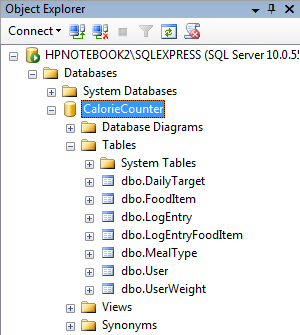 Object Explorer
Connect
HPNOTEBOOK2\SQLEXPRESS (SQL Server 10.0.55
Databases
System Databases
CalorieCounter
Database Diagrams
Tables
System Tables
dbo.DailyTarget
dbo.FoodItem
dbo.LogEntry
dbo.LogEntryFoodItem
dbo.MealType
dbo.User
dbo.UserWeight
Views
Synonyms